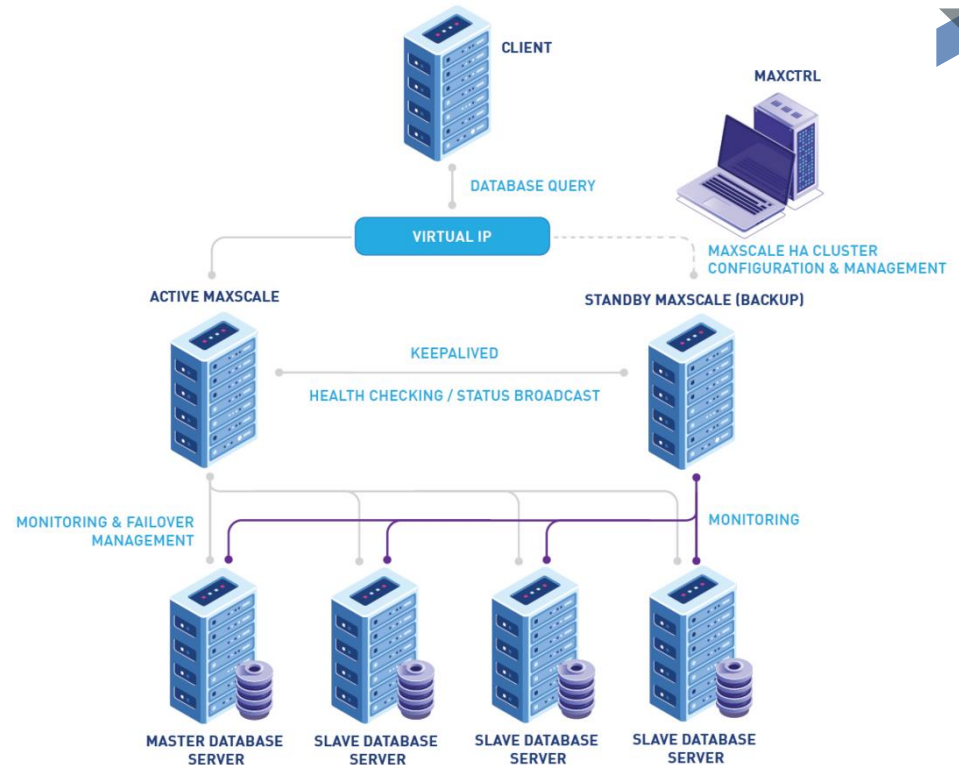 CLIENT
MAXCTRL
DATABASE QUERY
VIRTUAL IP
MAXSCALE HA CLUSTER
CONFIGURATION & MANAGEMENT
ACTIVE MAXSCALE
STANDBY MAXSCALE (BACKUP)
KEEPALIVED
HEALTH CHECKING / STATUS BROADCAST
MONITORING & FAILOVER
MANAGEMENT
MONITORING
MASTER DATABASE
SERVER
SLAVE DATABASE
SERVER
SLAVE DATABASE
SERVER
SLAVE DATABASE
SERVER